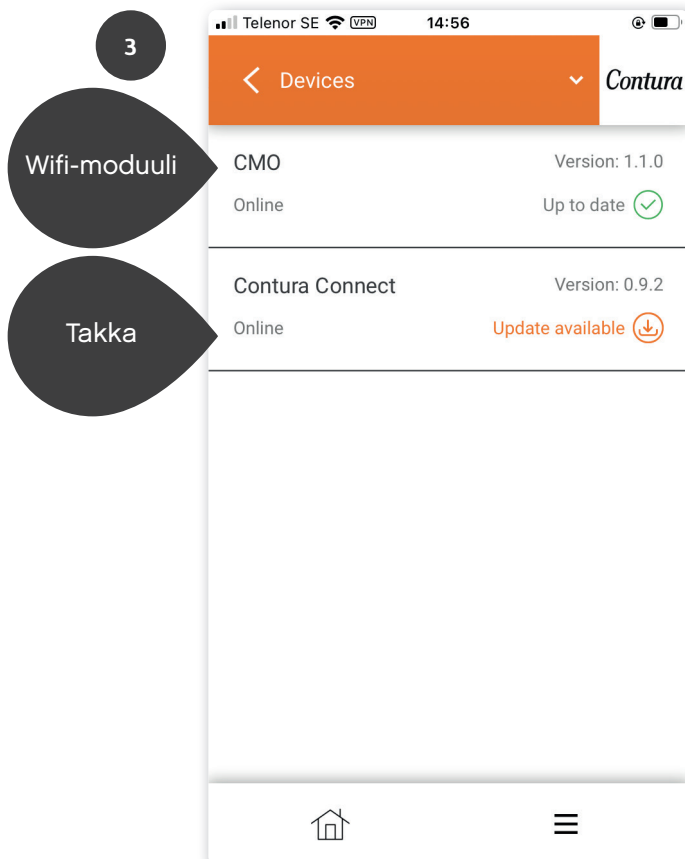 3
Telenor SE VPN 14:56
Devices Contura
Wifi-moduuli
CMO Version: 1.1.0
Online Up to date
Takka
Contura Connect Version: 0.9.2
Online Update available